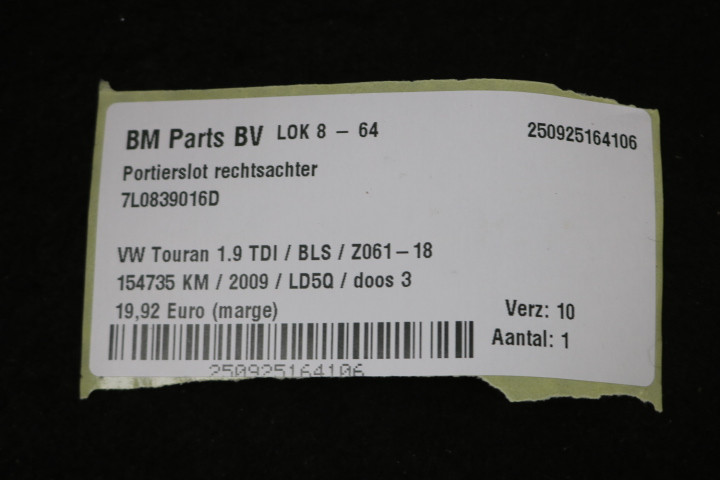 BM Parts BV LOK 8 - 64 250925164106
Portierslot rechtsachter
7L0839016D
VW Touran 1.9 TDI / BLS / Z061-18
154735 KM / 2009 / LD5Q / doos 3
19,92 Euro (marge) Verz: 10
Aantal: 1
250925164106